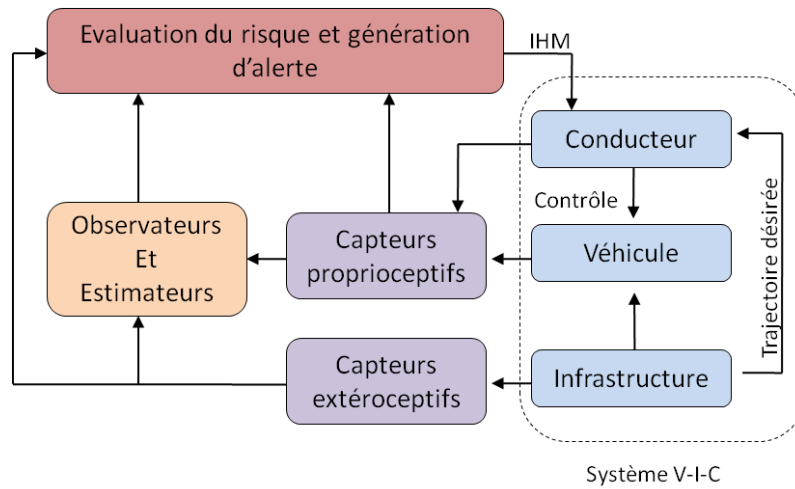 Evaluation du risque et génération
d'alerte
IHM
Conducteur
Contrôle
Trajectoire désirée
Observateurs
Et
Estimateurs
Capteurs
proprioceptifs
Véhicule
Capteurs
extéroceptifs
Infrastructure
Système V-I-C